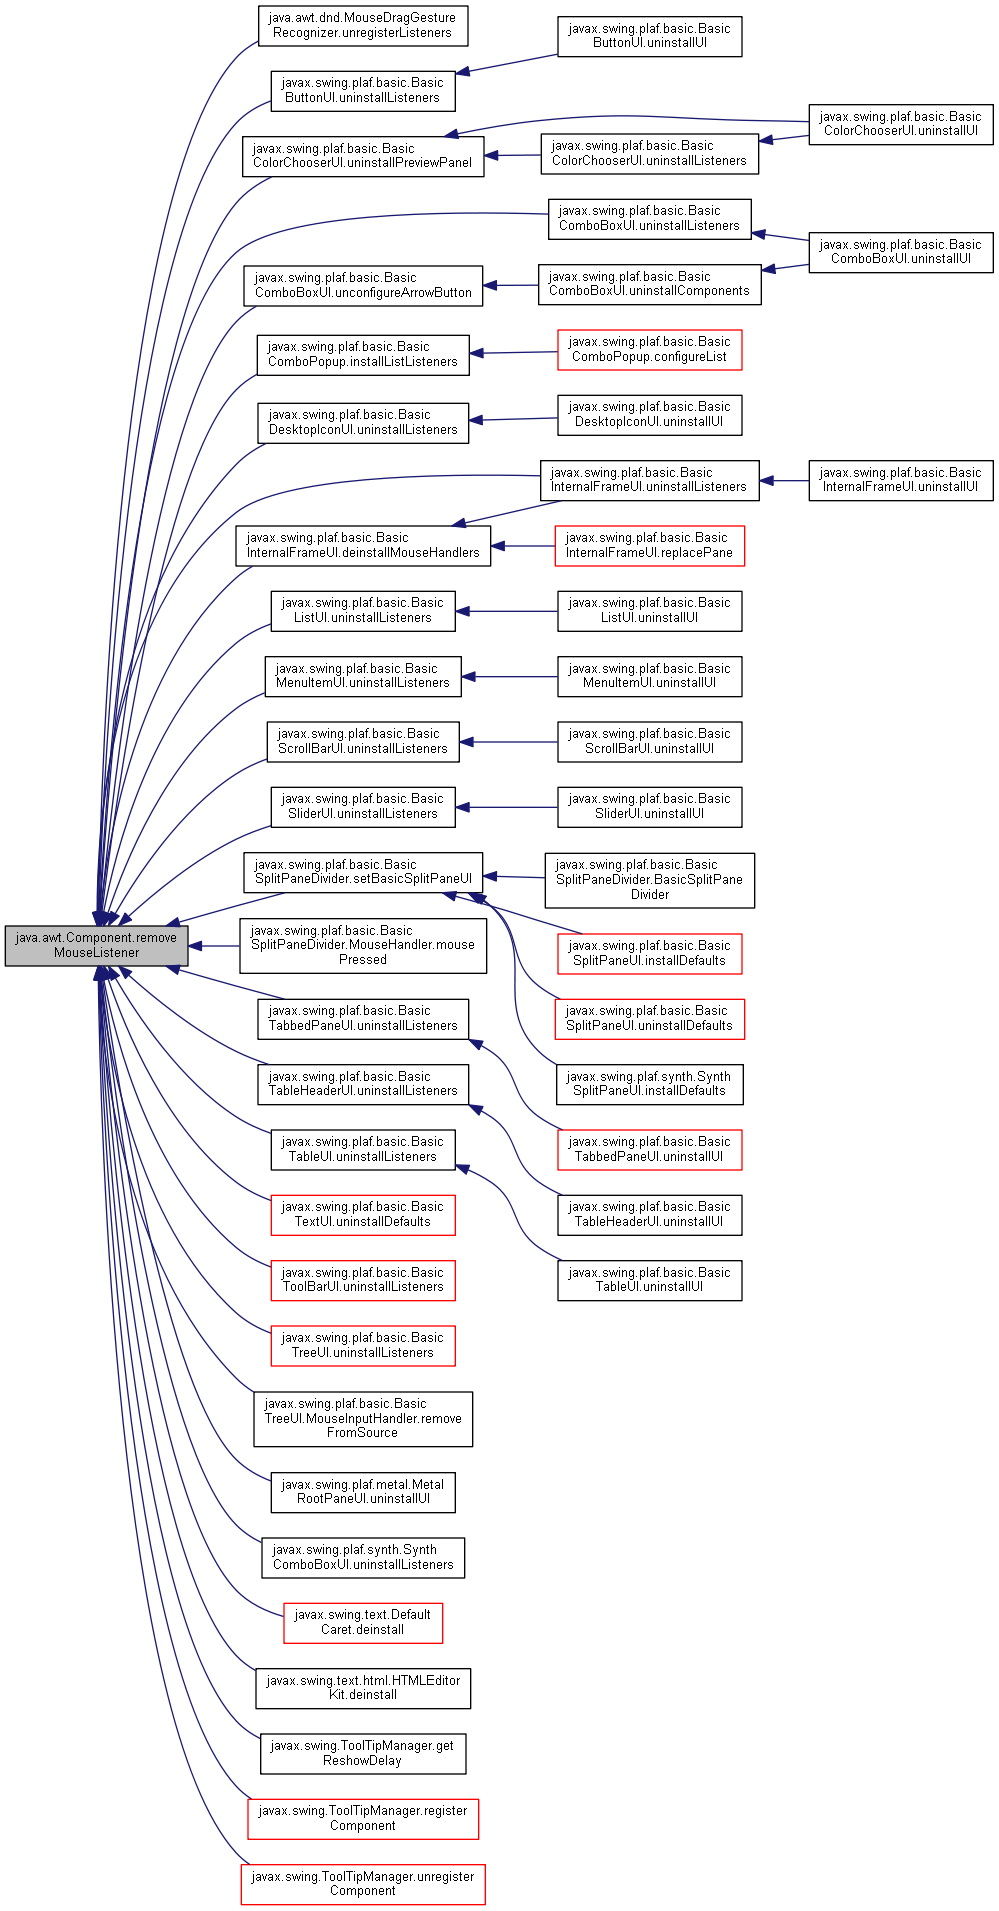 java.awt.dnd.MouseDragGesture
Recognizer.unregisterListeners
javax.swing.plaf.basic.Basic
ButtonUI.uninstallUI
javax.swing.plaf.basic.Basic
ButtonUI.uninstallListeners
javax.swing.plaf.basic.Basic
ColorChooserUI.uninstallUI
javax.swing.plaf.basic.Basic
ColorChooserUI.uninstallPreviewPanel
javax.swing.plaf.basic.Basic
ColorChooserUI.uninstallListeners
javax.swing.plaf.basic.Basic
ComboBoxUI.uninstallListeners
javax.swing.plaf.basic.Basic
ComboBoxUI.uninstallUI
javax.swing.plaf.basic.Basic
ComboBoxUI.unconfigureArrowButton
javax.swing.plaf.basic.Basic
ComboBoxUI.uninstallComponents
javax.swing.plaf.basic.Basic
ComboPopup.installListListeners
javax.swing.plaf.basic.Basic
ComboPopup.configureList
javax.swing.plaf.basic.Basic
DesktopIconUI.uninstallListeners
javax.swing.plaf.basic.Basic
DesktopIconUI.uninstallUI
javax.swing.plaf.basic.Basic
InternalFrameUI.uninstallListeners
javax.swing.plaf.basic.Basic
InternalFrameUI.uninstallUI
javax.swing.plaf.basic.Basic
InternalFrameUI.deinstallMouseHandlers
javax.swing.plaf.basic.Basic
InternalFrameUI.replacePane
javax.swing.plaf.basic.Basic
ListUI.uninstallListeners
javax.swing.plaf.basic.Basic
ListUI.uninstallUI
javax.swing.plaf.basic.Basic
MenuItemUI.uninstallListeners
javax.swing.plaf.basic.Basic
MenuItemUI.uninstallUI
javax.swing.plaf.basic.Basic
ScrollBarUI.uninstallListeners
javax.swing.plaf.basic.Basic
ScrollBarUI.uninstallUI
javax.swing.plaf.basic.Basic
SliderUI.uninstallListeners
javax.swing.plaf.basic.Basic
SliderUI.uninstallUI
javax.swing.plaf.basic.Basic
SplitPaneDivider.setBasicSplitPaneUI
javax.swing.plaf.basic.Basic
SplitPaneDivider.BasicSplitPane
Divider
java.awt.Component.remove
MouseListener
javax.swing.plaf.basic.Basic
SplitPaneDivider.MouseHandler.mouse
Pressed
javax.swing.plaf.basic.Basic
SplitPaneUI.installDefaults
javax.swing.plaf.basic.Basic
TabbedPaneUI.uninstallListeners
javax.swing.plaf.basic.Basic
SplitPaneUI.uninstallDefaults
javax.swing.plaf.basic.Basic
TableHeaderUI.uninstallListeners
javax.swing.plaf.synth.Synth
SplitPaneUI.installDefaults
javax.swing.plaf.basic.Basic
TableUI.uninstallListeners
javax.swing.plaf.basic.Basic
TabbedPaneUI.uninstallUI
javax.swing.plaf.basic.Basic
TextUI.uninstallDefaults
javax.swing.plaf.basic.Basic
TableHeaderUI.uninstallUI
javax.swing.plaf.basic.Basic
ToolBarUI.uninstallListeners
javax.swing.plaf.basic.Basic
TableUI.uninstallUI
javax.swing.plaf.basic.Basic
TreeUI.uninstallListeners
javax.swing.plaf.basic.Basic
TreeUI.MouseInputHandler.remove
FromSource
javax.swing.plaf.metal.Metal
RootPaneUI.uninstallUI
javax.swing.plaf.synth.Synth
ComboBoxUI.uninstallListeners
javax.swing.text.Default
Caret.deinstall
javax.swing.text.html.HTMLEditor
Kit.deinstall
javax.swing.ToolTipManager.get
ReshowDelay
javax.swing.ToolTipManager.register
Component
javax.swing.ToolTipManager.unregister
Component